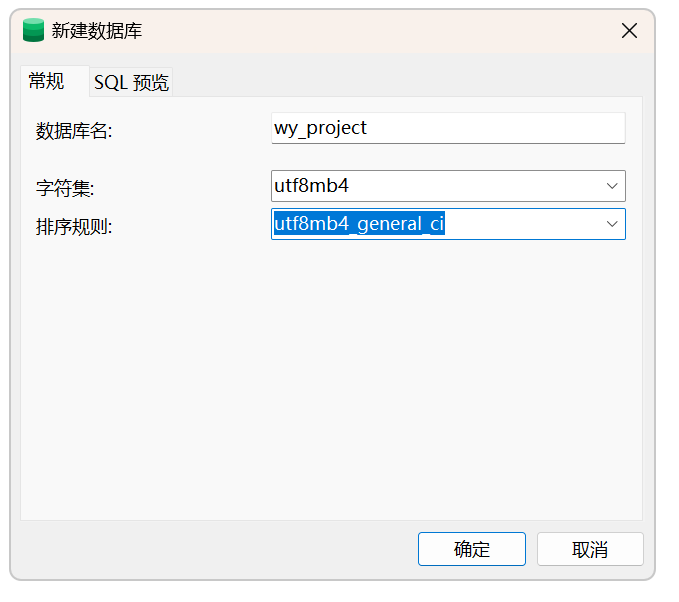 新建数据库
常规 SQL 预览
数据库名: wy_project
字符集: utf8mb4
排序规则: utf8mb4_general_ci
确定 取消